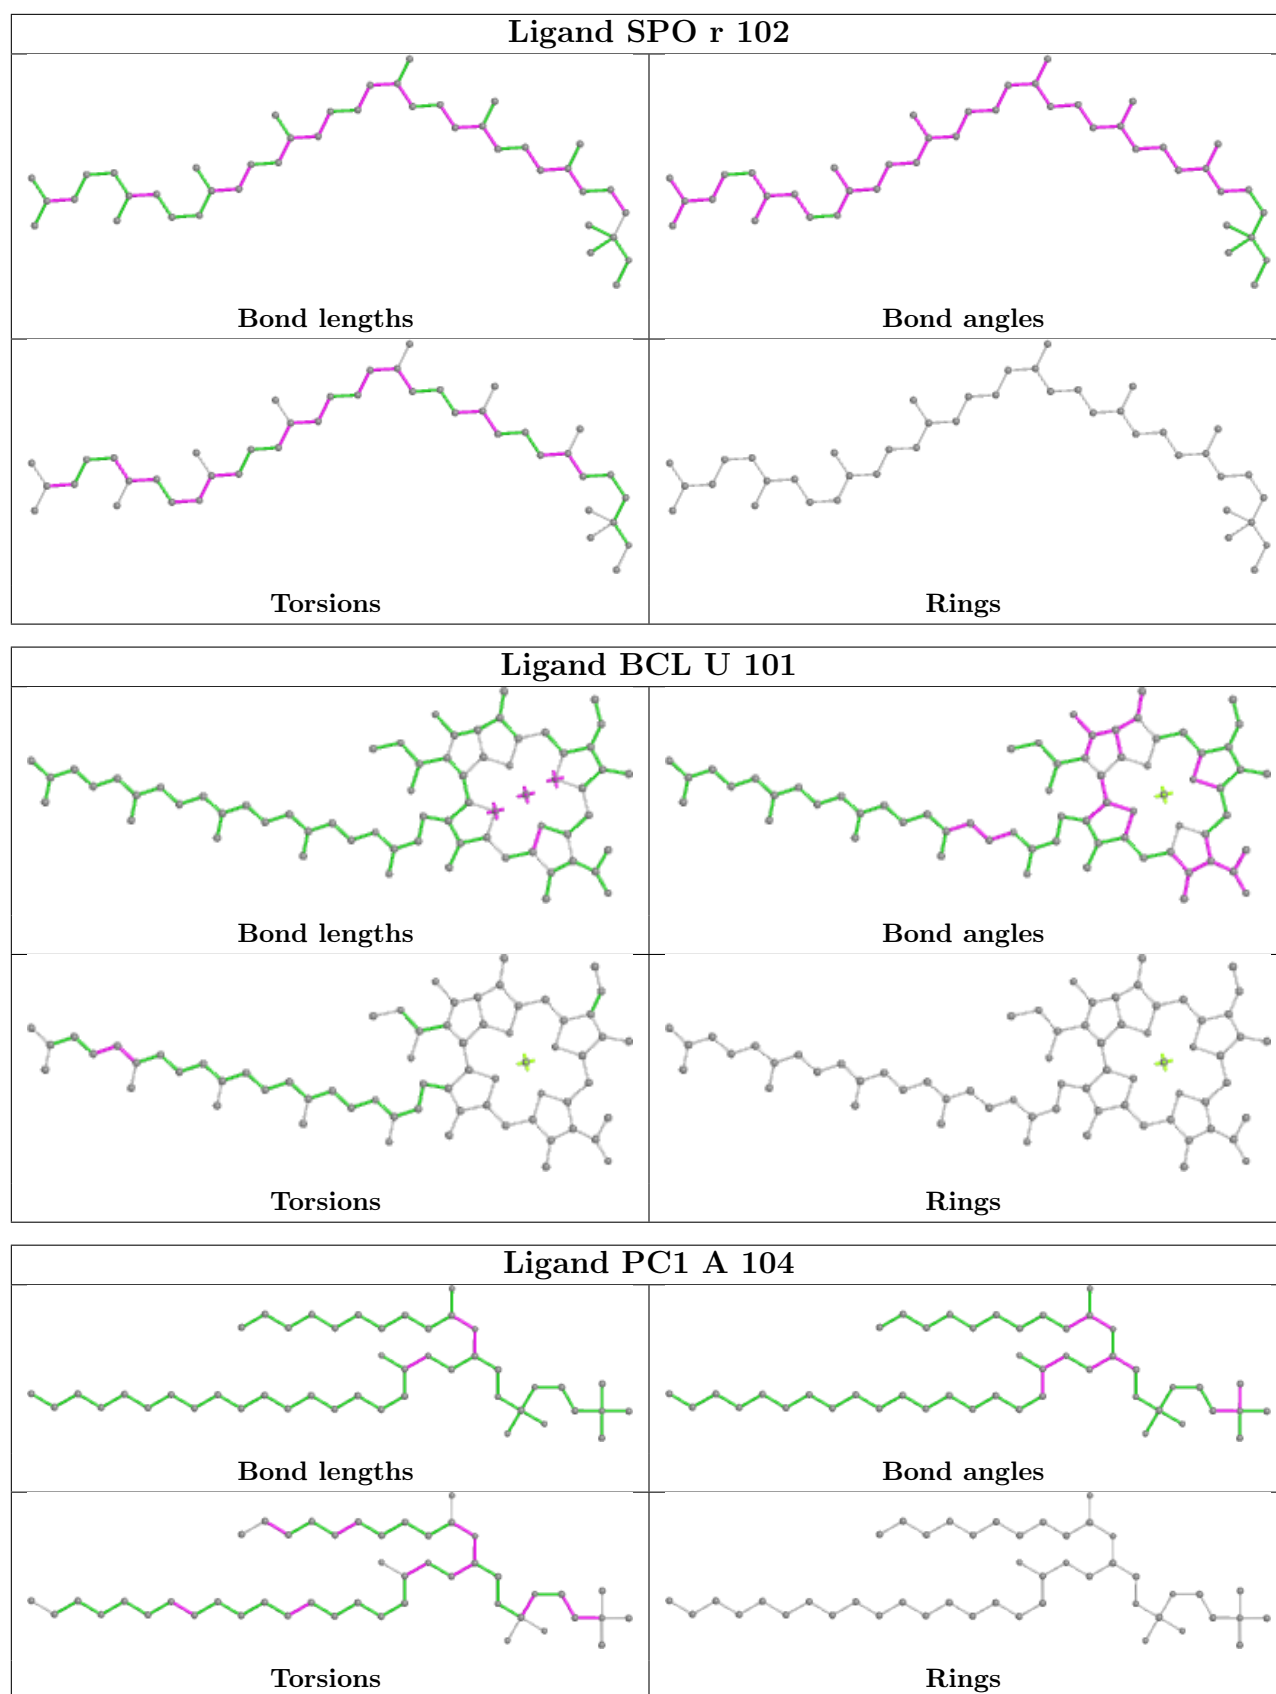 Ligand SPO r 102
Bond lengths
Bond angles
Torsions
Rings
Ligand BCL U 101
Bond lengths
Bond angles
Torsions
Rings
Ligand PC1 A 104
Bond lengths
Bond angles
Torsions
Rings